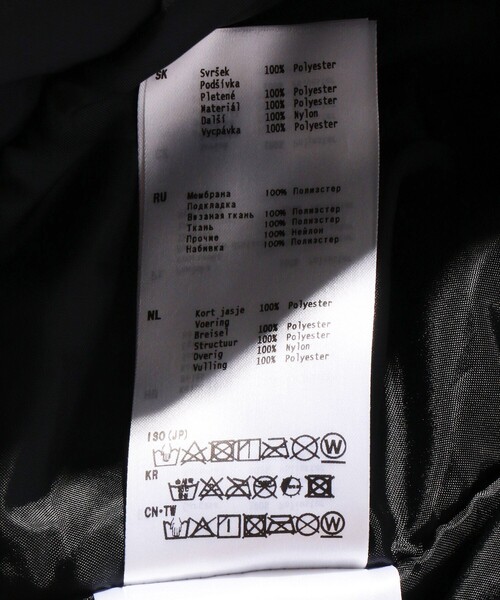 SK Svršek 100% Polyester
Podšívka
Pletené 100% Polyester
Materiál 100% Polyester
Další 100% Nylon
Vycpávka 100% Polyester
RU Мембрана 100% Полиэстер
Подкладка
Вязаная ткань 100% Полиэстер
Ткань 100% Полиэстер
Прочие 100% Нейлон
Набивка 100% Полиэстер
NL Kort jasje 100% Polyester
Voering
Breisel 100% Polyester
Structuur 100% Polyester
Overig 100% Nylon
Vulling 100% Polyester
ISO(JP)
W
KR
CN·TW
W